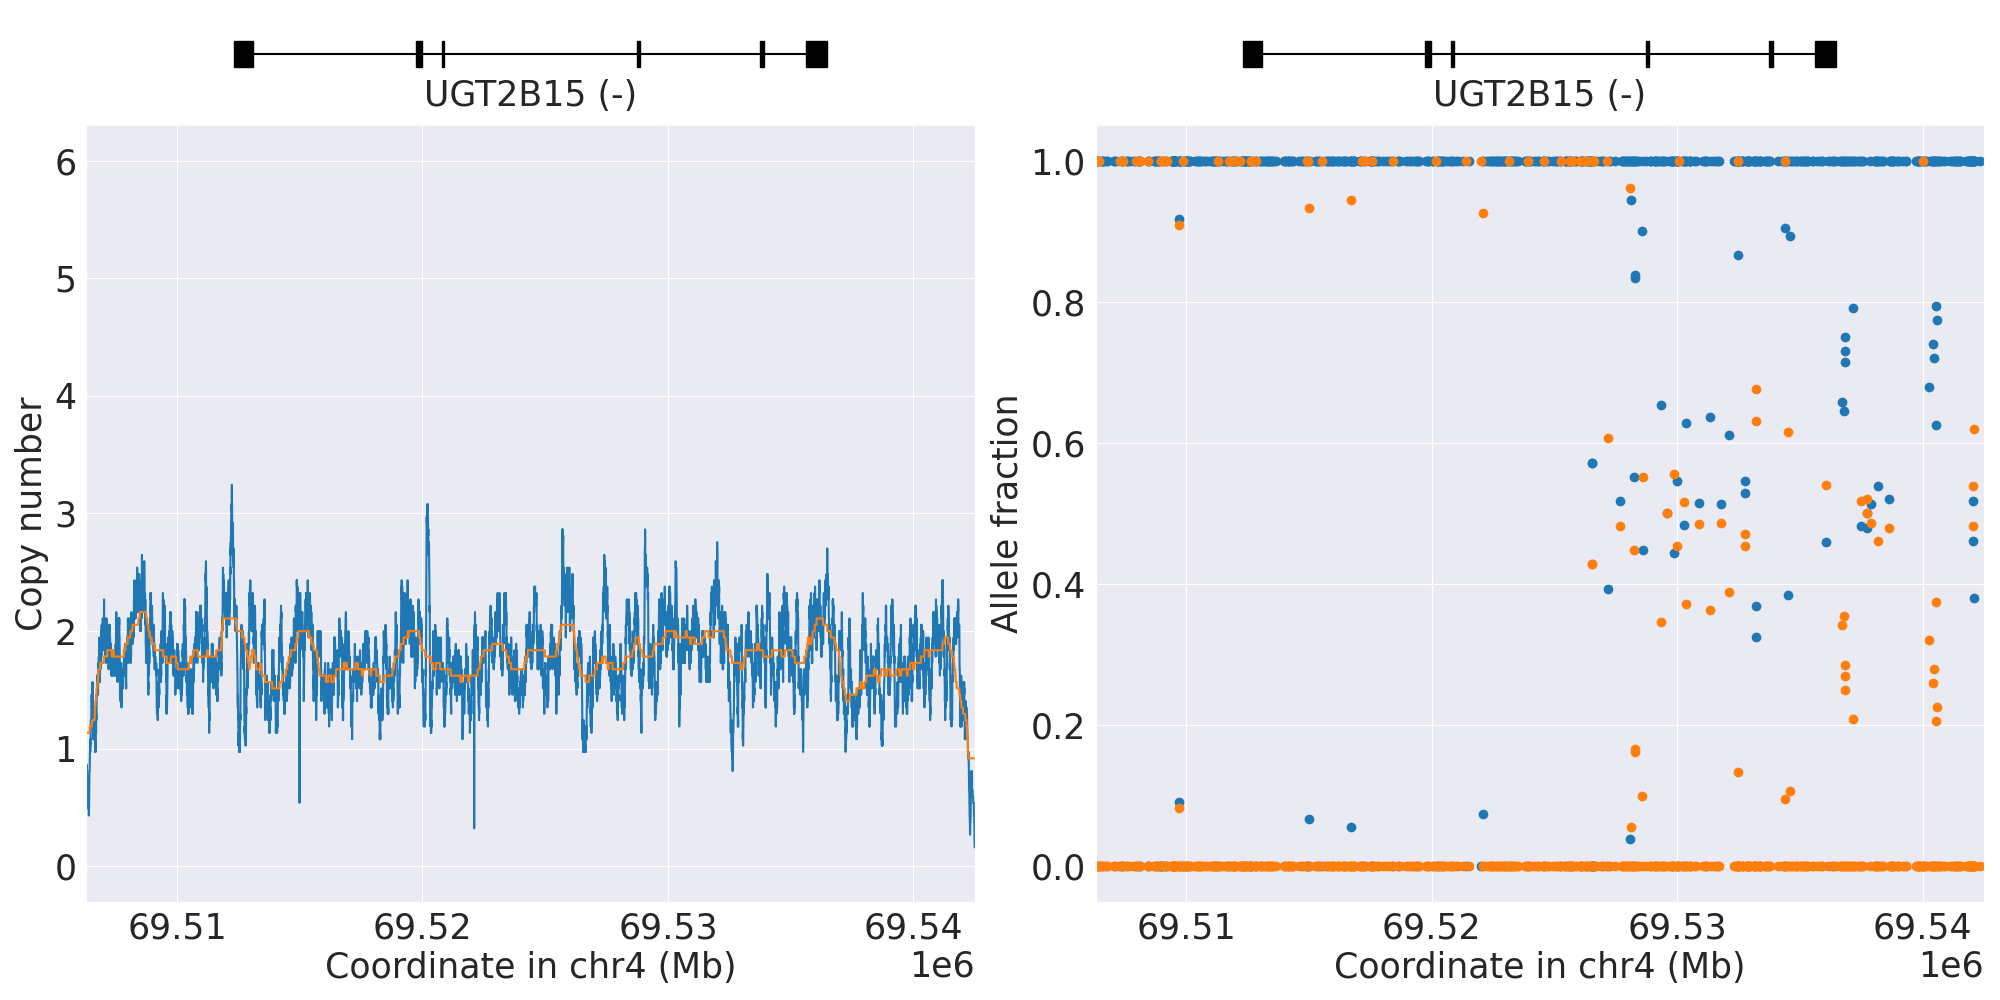 UGT2B15 (-)
UGT2B15 (-)
Copy number
6
5
4
3
2
1
0
69.51
69.52
69.53
69.54
Coordinate in chr4 (Mb)
1e6
Allele fraction
1.0
0.8
0.6
0.4
0.2
0.0
69.51
69.52
69.53
69.54
Coordinate in chr4 (Mb)
1e6